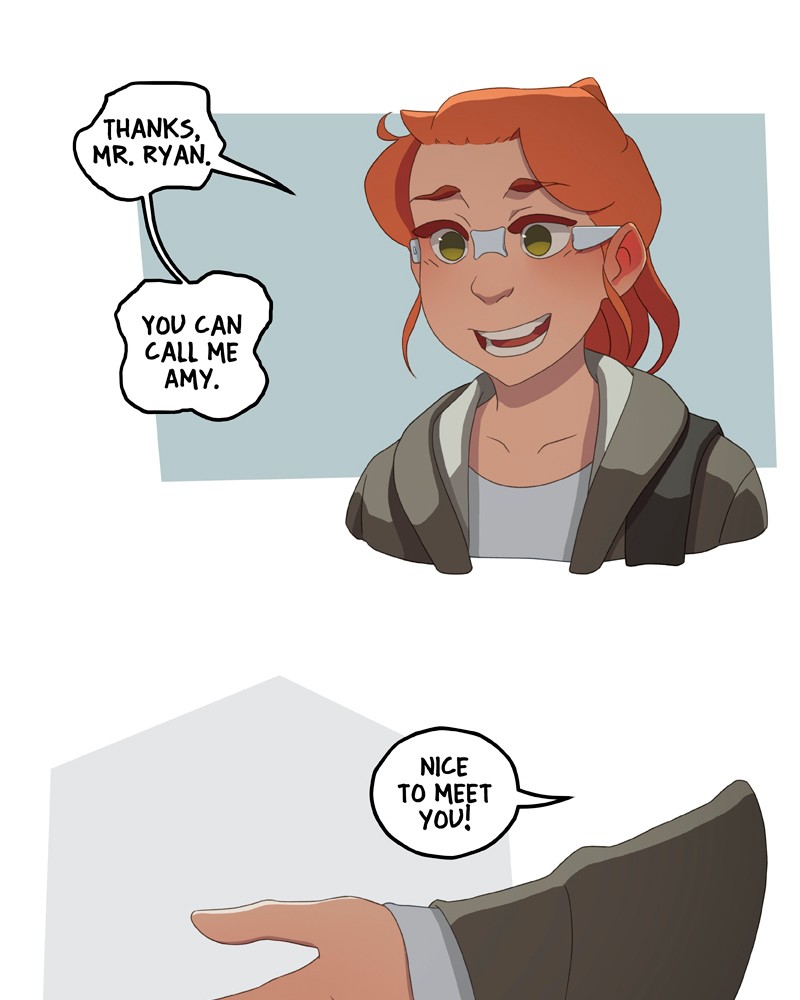 THANKS,
MR. RYAN.
YOU CAN
CALL ME
AMY.
NICE
TO MEET
YOU!